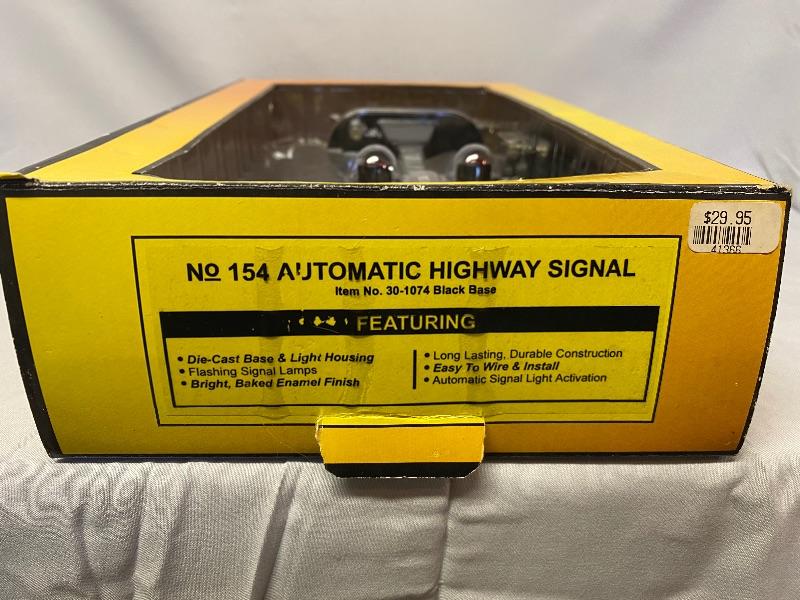 $29.95
41366
Nº 154 AUTOMATIC HIGHWAY SIGNAL
Item No. 30-1074 Black Base
FEATURING
• Die-Cast Base & Light Housing
• Flashing Signal Lamps
• Bright, Baked Enamel Finish
• Long Lasting, Durable Construction
• Easy To Wire & Install
• Automatic Signal Light Activation